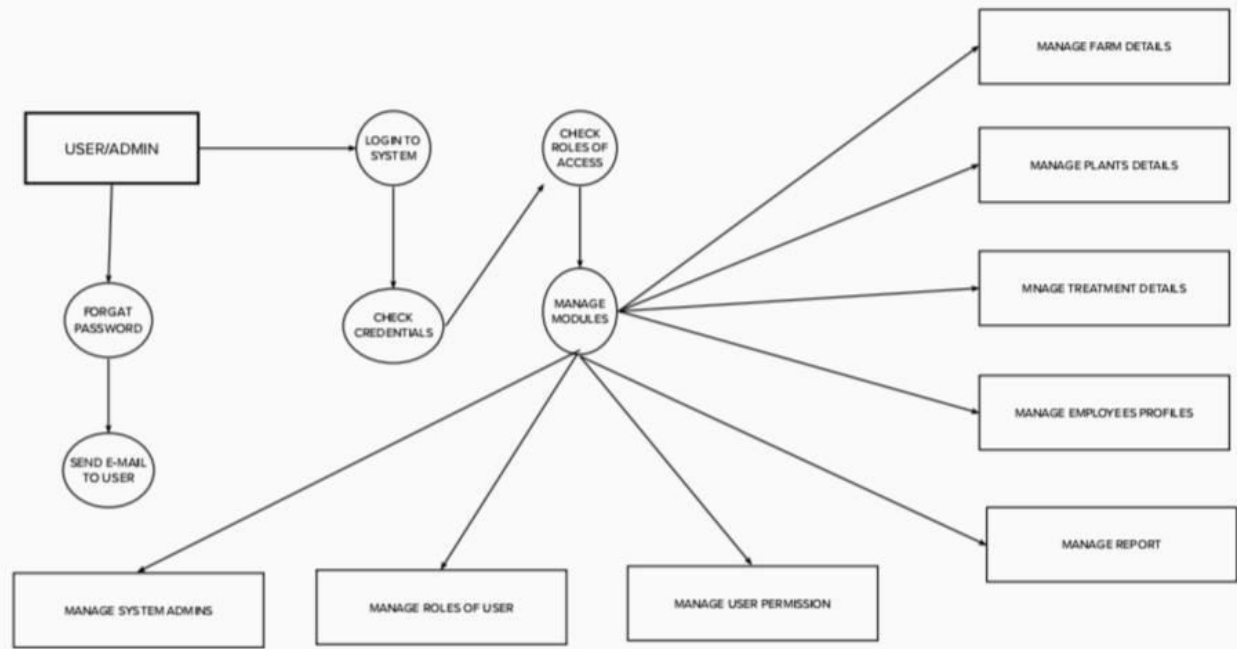 MANAGE FARM DETAILS
USER/ADMIN
LOGIN TO
SYSTEM
CHECK
ROLES OF
ACCESS
MANAGE PLANTS DETAILS
FORGAT
PASSWORD
CHECK
CREDENTIALS
MANAGE
MODULES
MNAGE TREATMENT DETAILS
MANAGE EMPLOYEES PROFILES
SEND E-MAIL
TO USER
MANAGE REPORT
MANAGE SYSTEM ADMINS
MANAGE ROLES OF USER
MANAGE USER PERMISSION